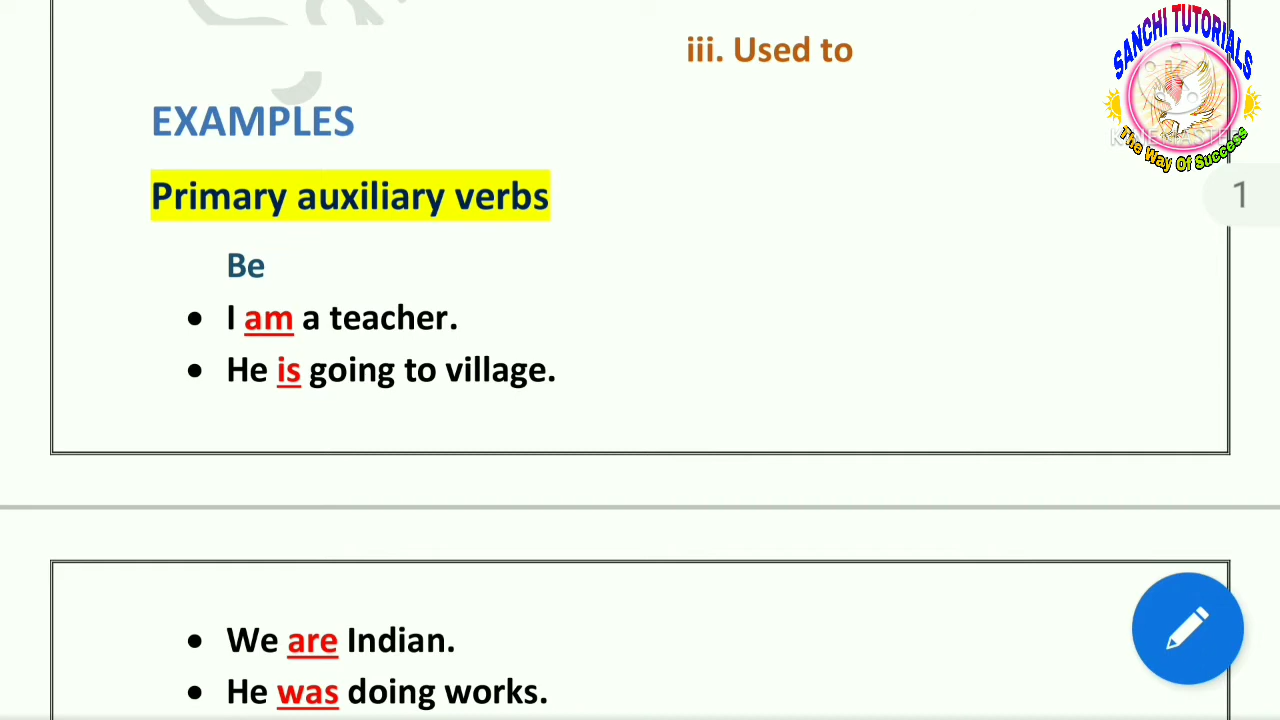 SANCHI TUTORIALS
iii. Used to
KINEMASTER
The Way Of Success
EXAMPLES
Primary auxiliary verbs
1
Be
• I am a teacher.
• He is going to village.
• We are Indian.
• He was doing works.